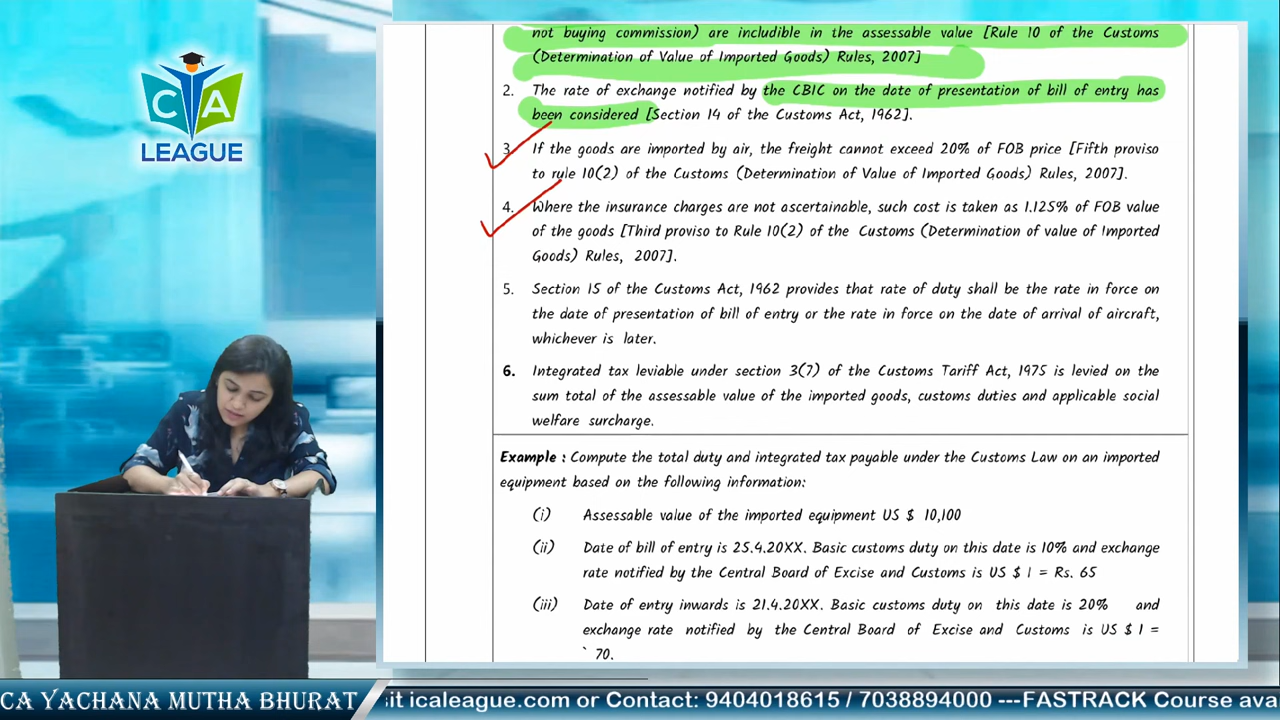 CA
LEAGUE
not buying commission) are includible in the assessable value [Rule 10 of the Customs
(Determination of Value of Imported Goods) Rules, 2007]
2. The rate of exchange notified by the CBIC on the date of presentation of bill of entry has
been considered [Section 14 of the Customs Act, 1962].
3. If the goods are imported by air, the freight cannot exceed 20% of FOB price [Fifth proviso
to rule 10(2) of the Customs (Determination of Value of Imported Goods) Rules, 2007].
4. Where the insurance charges are not ascertainable, such cost is taken as 1.125% of FOB value
of the goods [Third proviso to Rule 10(2) of the Customs (Determination of value of Imported
Goods) Rules, 2007].
5. Section 15 of the Customs Act, 1962 provides that rate of duty shall be the rate in force on
the date of presentation of bill of entry or the rate in force on the date of arrival of aircraft,
whichever is later.
6. Integrated tax leviable under section 3(7) of the Customs Tariff Act, 1975 is levied on the
sum total of the assessable value of the imported goods, customs duties and applicable social
welfare surcharge.
Example : Compute the total duty and integrated tax payable under the Customs Law on an imported
equipment based on the following information:
(i) Assessable value of the imported equipment US $ 10,100
(ii) Date of bill of entry is 25.4.20XX. Basic customs duty on this date is 10% and exchange
rate notified by the Central Board of Excise and Customs is US $ 1 = Rs. 65
(iii) Date of entry inwards is 21.4.20XX. Basic customs duty on this date is 20% and
exchange rate notified by the Central Board of Excise and Customs is US $ 1 =
` 70.
CA YACHANA MUTHA BHURAT
sit icaleague.com or Contact: 9404018615 / 7038894000 ---FASTRACK Course ava